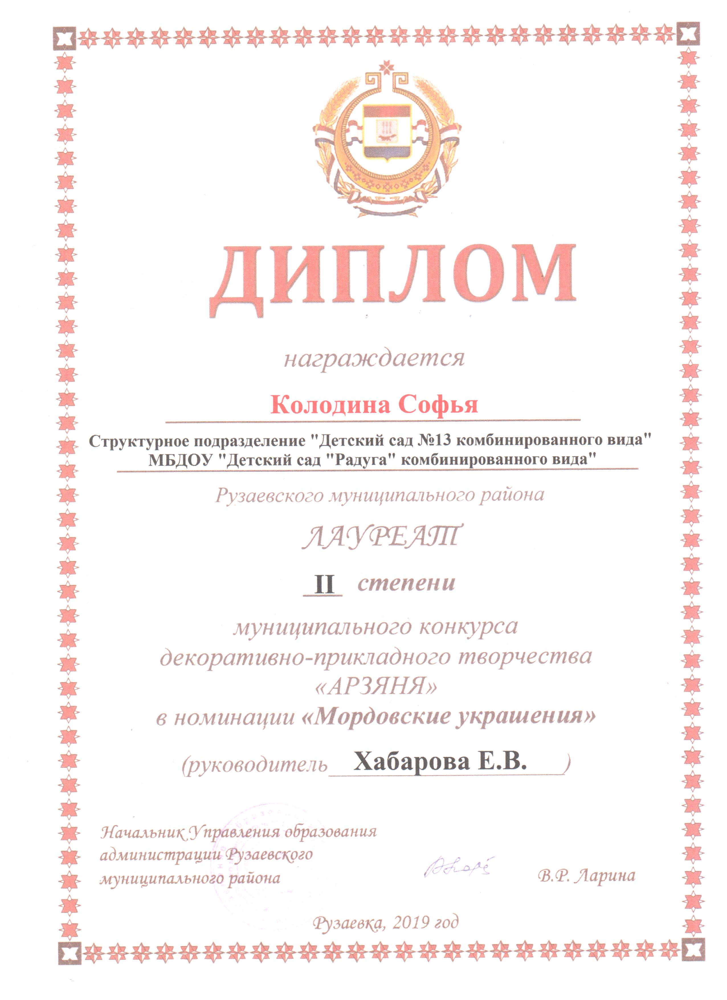 ДИПЛОМ
награждается
Колодина Софья
Структурное подразделение "Детский сад №13 комбинированного вида"
МБДОУ "Детский сад "Радуга" комбинированного вида"
Рузаевского муниципального района
ЛАУРЕАТ
II степени
муниципального конкурса
декоративно-прикладного творчества
«АРЗЯНЯ»
в номинации «Мордовские украшения»
(руководитель Хабарова Е.В. )
Начальник Управления образования
администрации Рузаевского
муниципального района В.Р. Ларина
Рузаевка, 2019 год